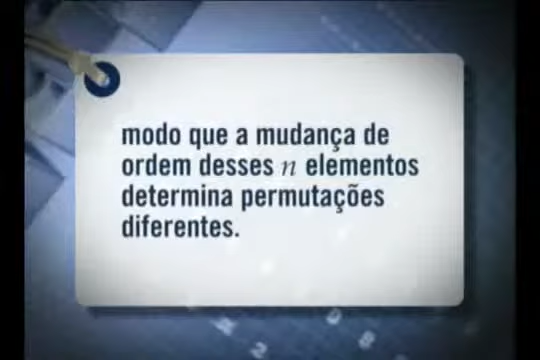 modo que a mudança de
ordem desses n elementos
determina permutações
diferentes.